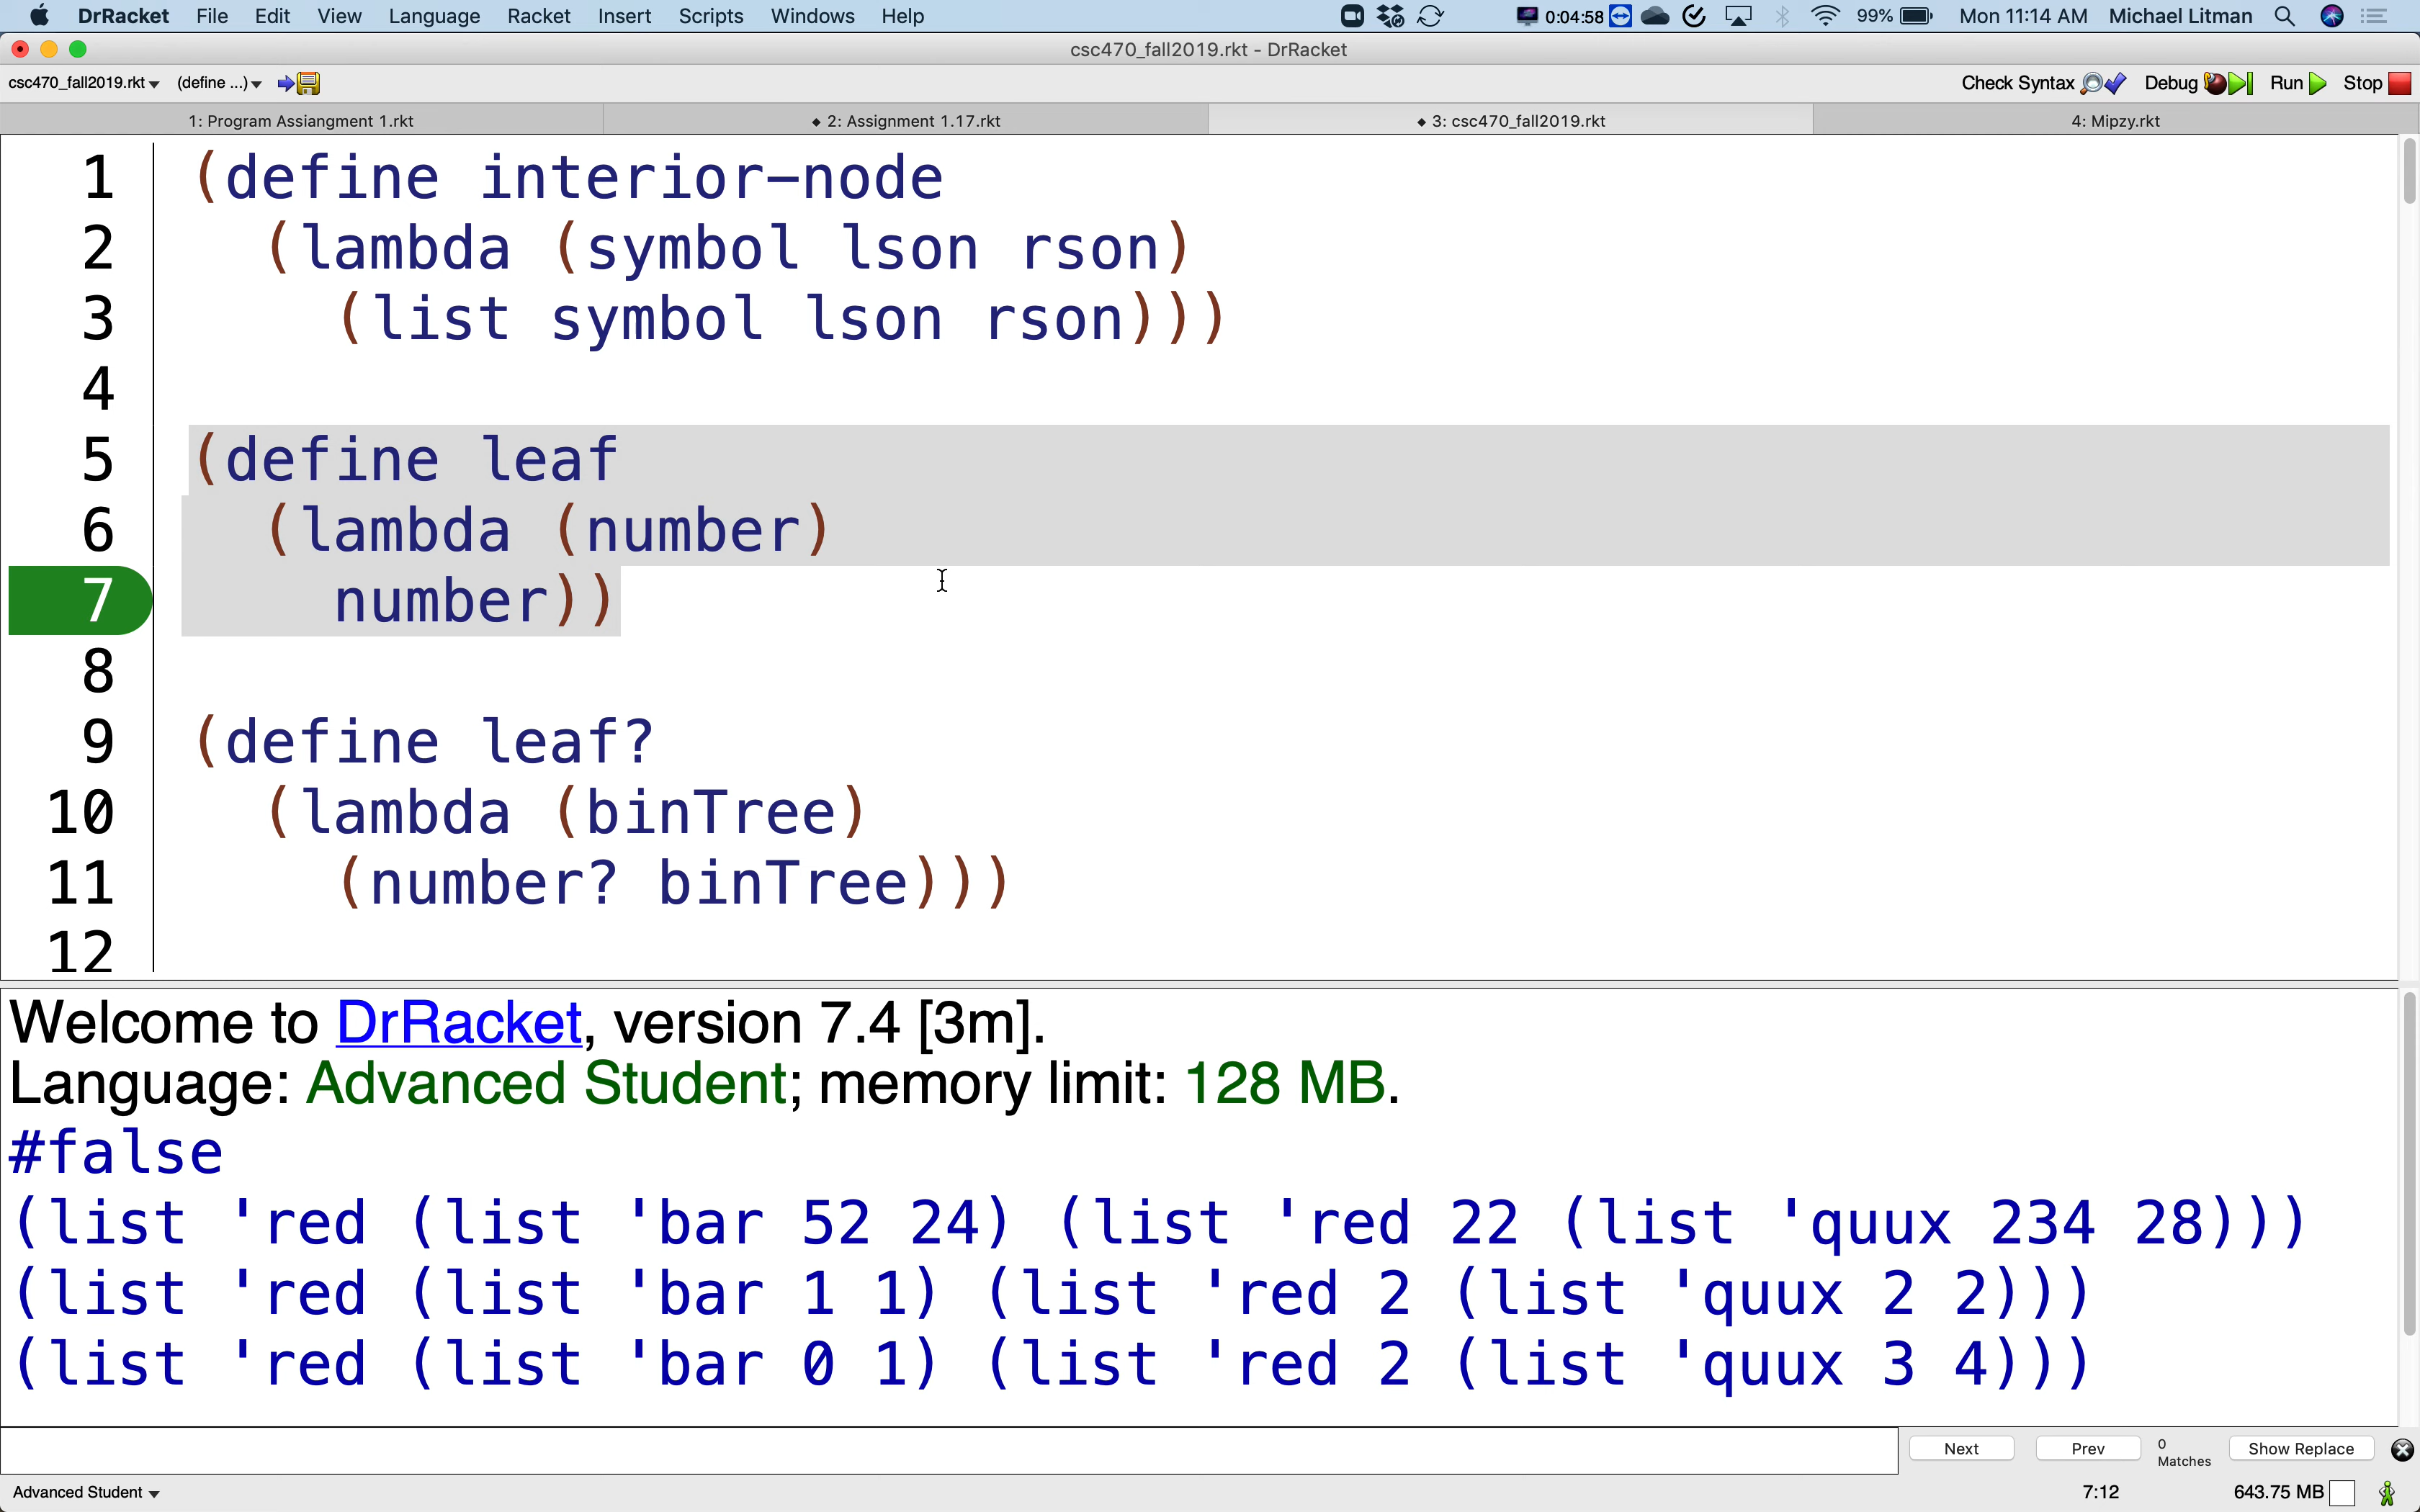 DrRacket File Edit View Language Racket Insert Scripts Windows Help 0:04:58 99% Mon 11:14 AM Michael Litman
csc470_fall2019.rkt - DrRacket
csc470_fall2019.rkt (define ...) Check Syntax Debug Run Stop
1: Program Assiangment 1.rkt ◆ 2: Assignment 1.17.rkt ◆ 3: csc470_fall2019.rkt 4: Mipzy.rkt
1 (define interior-node
2 (lambda (symbol lson rson)
3 (list symbol lson rson)))
4
5 (define leaf
6 (lambda (number)
7 number))
8
9 (define leaf?
10 (lambda (binTree)
11 (number? binTree)))
12
Welcome to DrRacket, version 7.4 [3m].
Language: Advanced Student; memory limit: 128 MB.
#false
(list 'red (list 'bar 52 24) (list 'red 22 (list 'quux 234 28)))
(list 'red (list 'bar 1 1) (list 'red 2 (list 'quux 2 2)))
(list 'red (list 'bar 0 1) (list 'red 2 (list 'quux 3 4)))
Next Prev 0 Matches Show Replace
Advanced Student 7:12 643.75 MB